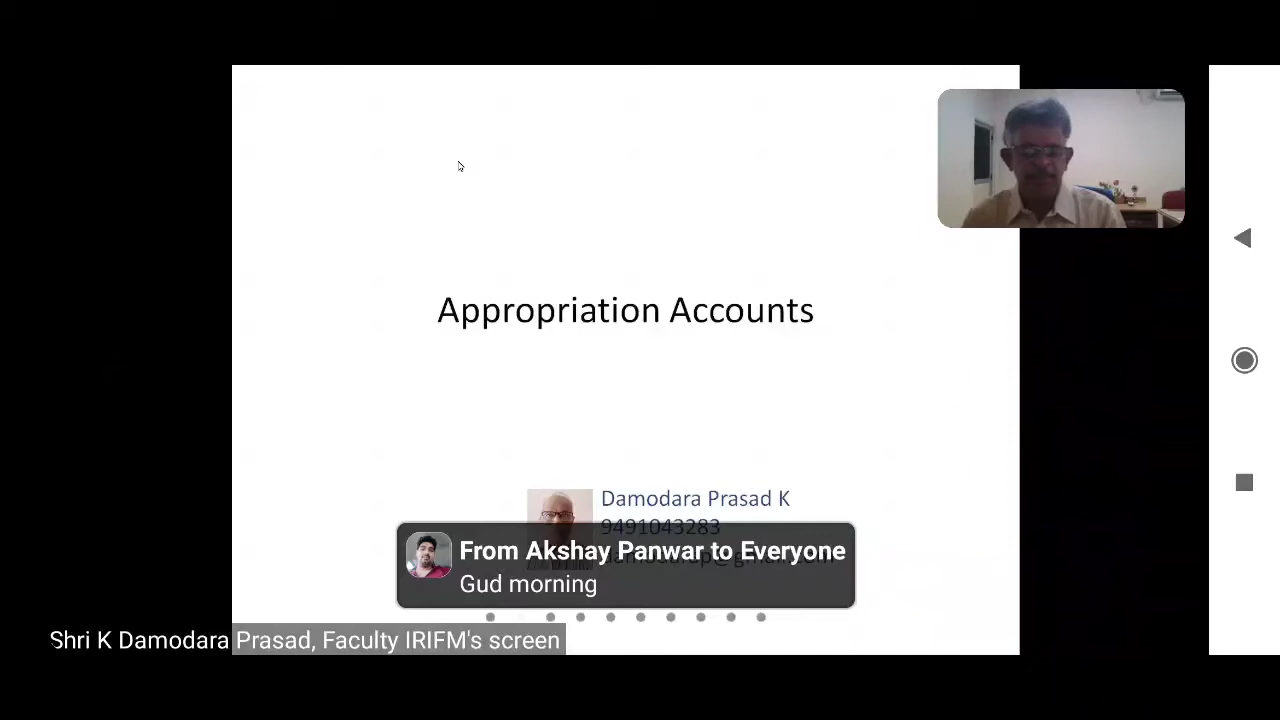 Appropriation Accounts
Damodara Prasad K
9491043283
From Akshay Panwar to Everyone
Gud morning
Shri K Damodara Prasad, Faculty IRIFM's screen